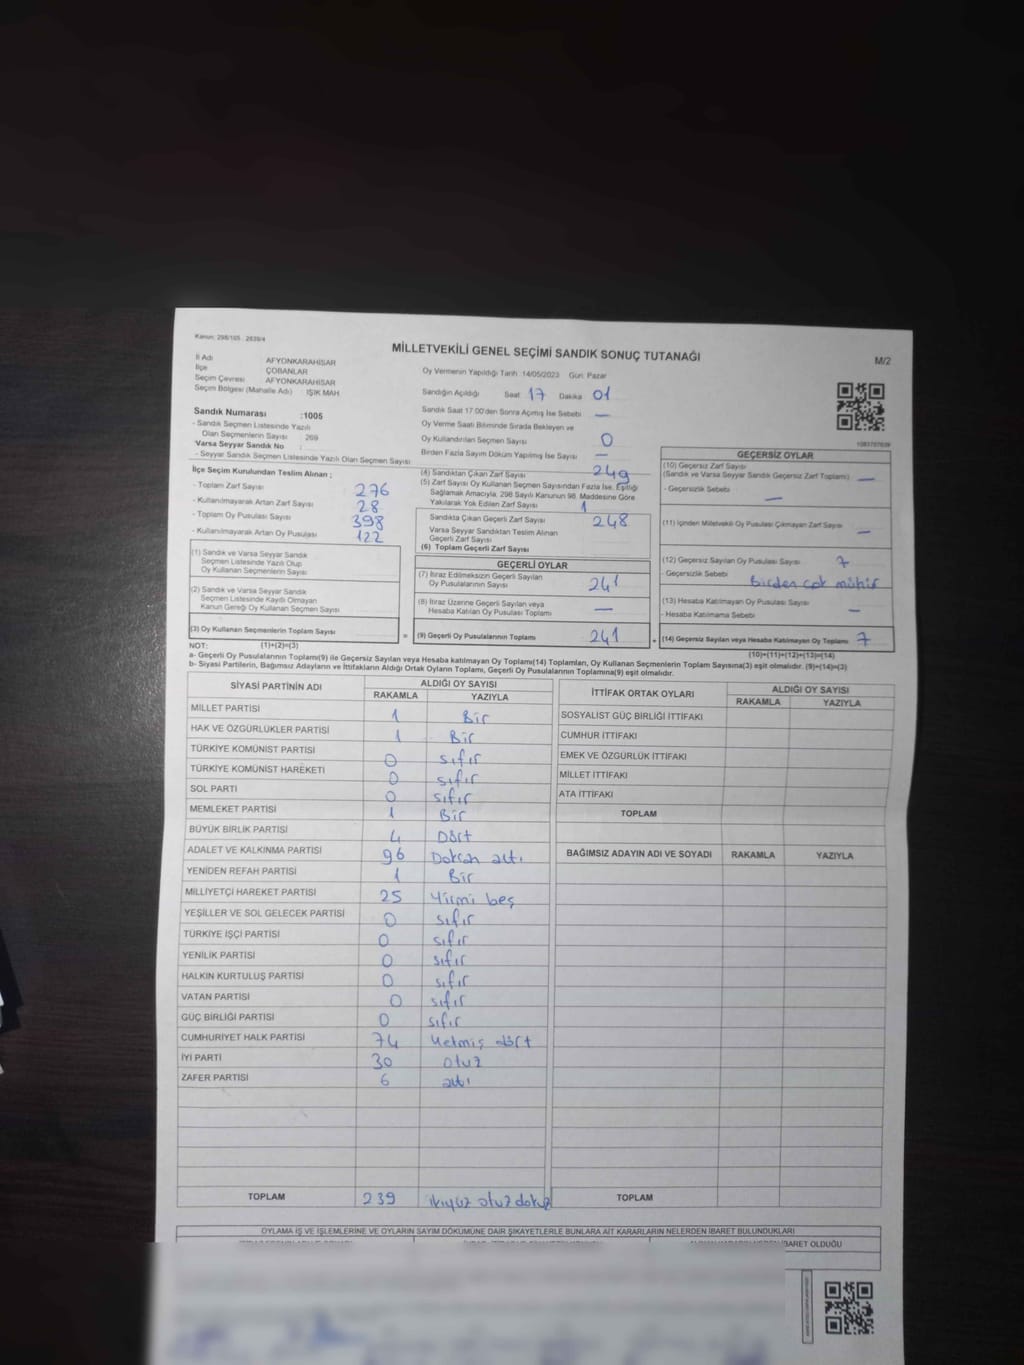 Kanun: 298/105 - 2839/4
MİLLETVEKİLİ GENEL SEÇİMİ SANDIK SONUÇ TUTANAĞI
M/2
İl Adı AFYONKARAHİSAR
İlçe ÇOBANLAR
Seçim Çevresi AFYONKARAHİSAR
Seçim Bölgesi (Mahalle Adı) : IŞIK MAH
Oy Vermenin Yapıldığı Tarih :14/05/2023 Gün: Pazar
Sandığın Açıldığı Saat 17 Dakika 01
Sandık Saat 17:00'den Sonra Açımış İse Sebebi —
Oy Verme Saati Bitiminde Sırada Bekleyen ve
Oy Kullandırılan Seçmen Sayısı 0
Birden Fazla Sayım Döküm Yapılmış İse Sayısı —
Sandık Numarası :1005
- Sandık Seçmen Listesinde Yazılı
Olan Seçmenlerin Sayısı : 269
Varsa Seyyar Sandık No :
- Seyyar Sandık Seçmen Listesinde Yazılı Olan Seçmen Sayısı
İlçe Seçim Kurulundan Teslim Alınan ;
- Toplam Zarf Sayısı 276
- Kullanılmayarak Artan Zarf Sayısı 28
- Toplam Oy Pusulası Sayısı 398
- Kullanılmayarak Artan Oy Pusulası 122
(1) Sandık ve Varsa Seyyar Sandık
Seçmen Listesinde Yazılı Olup
Oy Kullanan Seçmenlerin Sayısı
(2) Sandık ve Varsa Seyyar Sandık
Seçmen Listesinde Kayıtlı Olmayan
Kanun Gereği Oy Kullanan Seçmen Sayısı
(3) Oy Kullanan Seçmenlerin Toplam Sayısı
(4) Sandıktan Çıkan Zarf Sayısı 249
(5) Zarf Sayısı Oy Kullanan Seçmen Sayısından Fazla İse, Eşitliği
Sağlamak Amacıyla, 298 Sayılı Kanunun 98. Maddesine Göre
Yakılarak Yok Edilen Zarf Sayısı 1
Sandıkta Çıkan Geçerli Zarf Sayısı 248
Varsa Seyyar Sandıktan Teslim Alınan
Geçerli Zarf Sayısı
(6) Toplam Geçerli Zarf Sayısı
GEÇERLİ OYLAR
(7) İtiraz Edilmeksizin Geçerli Sayılan
Oy Pusulalarının Sayısı 241
(8) İtiraz Üzerine Geçerli Sayılan veya
Hesaba Katılan Oy Pusulası Toplamı —
= (9) Geçerli Oy Pusulalarının Toplamı 241
GEÇERSİZ OYLAR
(10) Geçersiz Zarf Sayısı
(Sandık ve Varsa Seyyar Sandık Geçersiz Zarf Toplamı) —
- Geçersizlik Sebebi —
(11) İçinden Milletvekili Oy Pusulası Çıkmayan Zarf Sayısı —
(12) Geçersiz Sayılan Oy Pusulası Sayısı 7
- Geçersizlik Sebebi Birden çok mühür
(13) Hesaba Katılmayan Oy Pusulası Sayısı —
- Hesaba Katılmama Sebebi
+ (14) Geçersiz Sayılan veya Hesaba Katılmayan Oy Toplamı 7
NOT: (1)+(2)=(3)
(10)+(11)+(12)+(13)=(14)
a- Geçerli Oy Pusulalarının Toplamı(9) ile Geçersiz Sayılan veya Hesaba katılmayan Oy Toplamı(14) Toplamları, Oy Kullanan Seçmenlerin Toplam Sayısına(3) eşit olmalıdır. (9)+(14)=(3)
b- Siyasi Partilerin, Bağımsız Adayların ve İttifakların Aldığı Ortak Oyların Toplamı, Geçerli Oy Pusulalarının Toplamına(9) eşit olmalıdır.
SİYASİ PARTİNİN ADI ALDIĞI OY SAYISI
RAKAMLA YAZIYLA
MİLLET PARTİSİ 1 Bir
HAK VE ÖZGÜRLÜKLER PARTİSİ 1 Bir
TÜRKİYE KOMÜNİST PARTİSİ 0 sıfır
TÜRKİYE KOMÜNİST HAREKETİ 0 sıfır
SOL PARTİ 0 sıfır
MEMLEKET PARTİSİ 1 Bir
BÜYÜK BİRLİK PARTİSİ 4 Dört
ADALET VE KALKINMA PARTİSİ 96 Doksan altı
YENİDEN REFAH PARTİSİ 1 Bir
MİLLİYETÇİ HAREKET PARTİSİ 25 Yirmi beş
YEŞİLLER VE SOL GELECEK PARTİSİ 0 sıfır
TÜRKİYE İŞÇİ PARTİSİ 0 sıfır
YENİLİK PARTİSİ 0 sıfır
HALKIN KURTULUŞ PARTİSİ 0 sıfır
VATAN PARTİSİ 0 sıfır
GÜÇ BİRLİĞİ PARTİSİ 0 sıfır
CUMHURİYET HALK PARTİSİ 74 Yetmiş dört
İYİ PARTİ 30 otuz
ZAFER PARTİSİ 6 altı
TOPLAM 239 ikiyüz otuz dokuz
İTTİFAK ORTAK OYLARI ALDIĞI OY SAYISI
RAKAMLA YAZIYLA
SOSYALİST GÜÇ BİRLİĞİ İTTİFAKI
CUMHUR İTTİFAKI
EMEK VE ÖZGÜRLÜK İTTİFAKI
MİLLET İTTİFAKI
ATA İTTİFAKI
TOPLAM
BAĞIMSIZ ADAYIN ADI VE SOYADI RAKAMLA YAZIYLA
TOPLAM
OYLAMA İŞ VE İŞLEMLERİNE VE OYLARIN SAYIM DÖKÜMÜNE DAİR ŞİKAYETLERLE BUNLARA AİT KARARLARIN NELERDEN İBARET BULUNDUKLARI
İBARET OLDUĞU